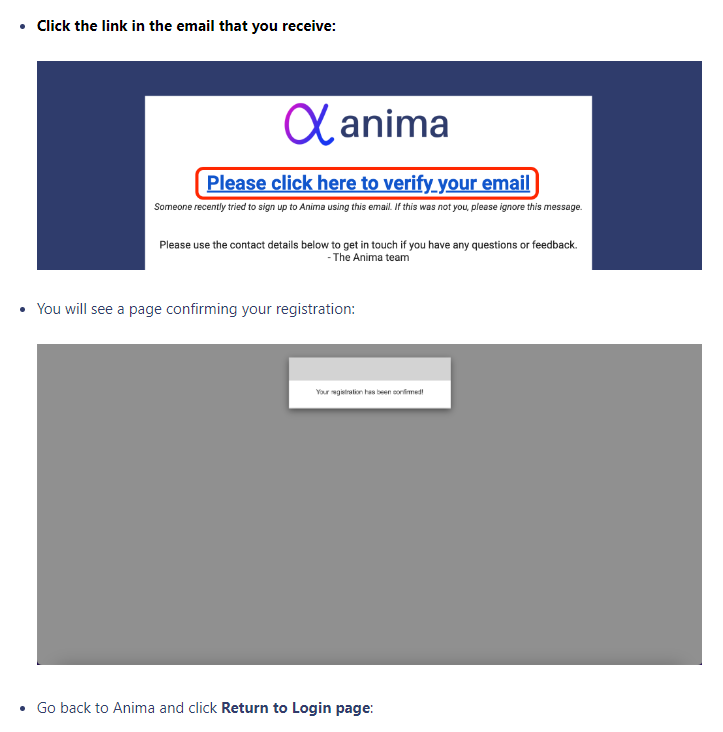 Click the link in the email that you receive:
anima
Please click here to verify your email
Someone recently tried to sign up to Anima using this email. If this was not you, please ignore this message.
Please use the contact details below to get in touch if you have any questions or feedback.
- The Anima team
You will see a page confirming your registration:
Your registration has been confirmed!
Go back to Anima and click Return to Login page: